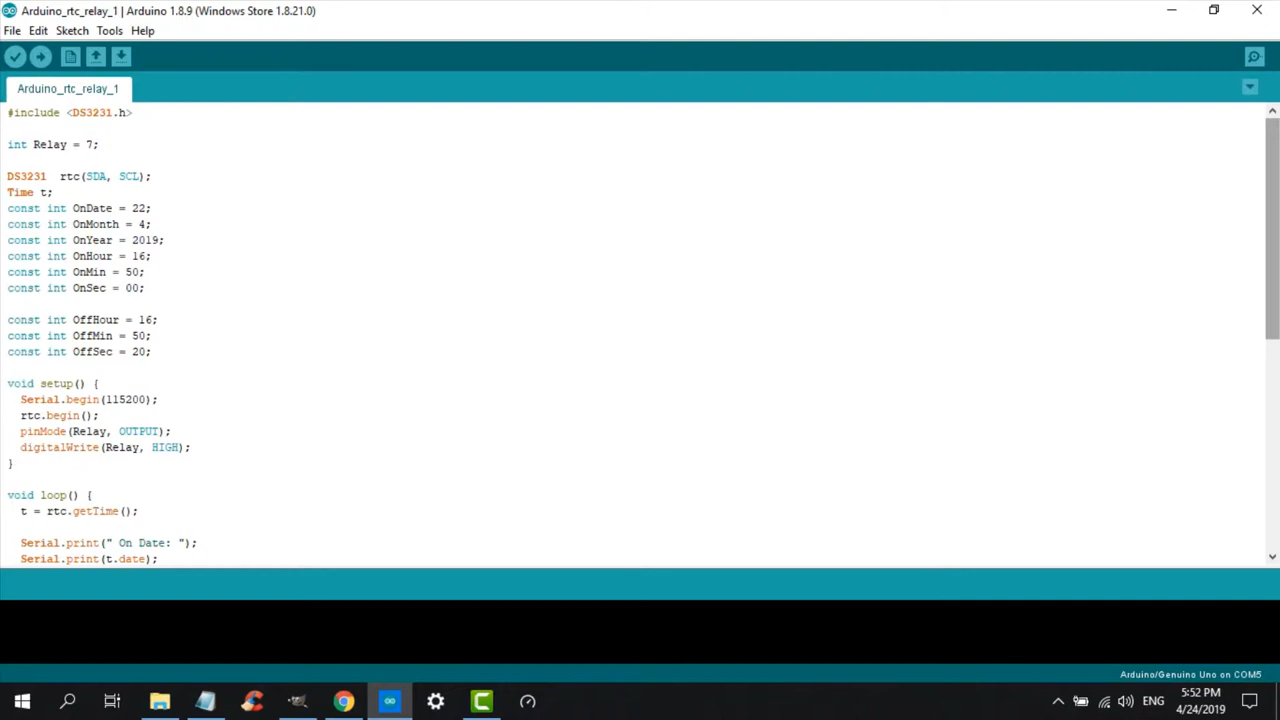 Arduino_rtc_relay_1 | Arduino 1.8.9 (Windows Store 1.8.21.0)
File Edit Sketch Tools Help
Arduino_rtc_relay_1
#include <DS3231.h>
int Relay = 7;
DS3231  rtc(SDA, SCL);
Time t;
const int OnDate = 22;
const int OnMonth = 4;
const int OnYear = 2019;
const int OnHour = 16;
const int OnMin = 50;
const int OnSec = 00;
const int OffHour = 16;
const int OffMin = 50;
const int OffSec = 20;
void setup() {
  Serial.begin(115200);
  rtc.begin();
  pinMode(Relay, OUTPUT);
  digitalWrite(Relay, HIGH);
}
void loop() {
  t = rtc.getTime();
  Serial.print(" On Date: ");
  Serial.print(t.date);
Arduino/Genuino Uno on COM5
ENG
5:52 PM
4/24/2019